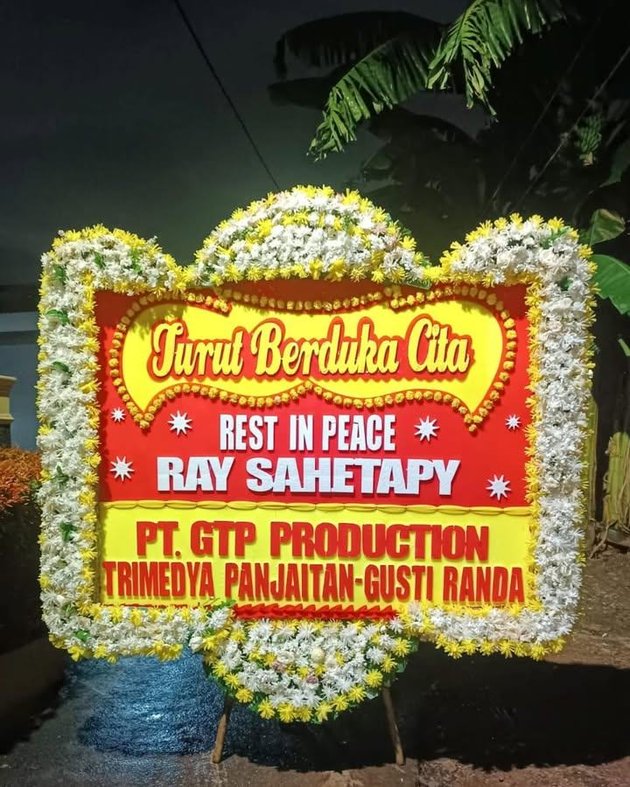 Turut Berduka Cita
REST IN PEACE
RAY SAHETAPY
PT. GTP PRODUCTION
TRIMEDYA PANJAITAN-GUSTI RANDA